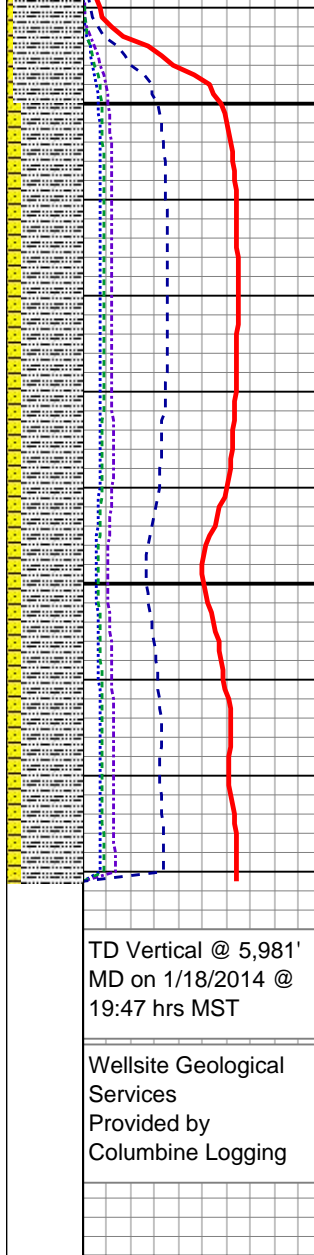 TD Vertical @ 5,981'
MD on 1/18/2014 @
19:47 hrs MST
Wellsite Geological
Services
Provided by
Columbine Logging